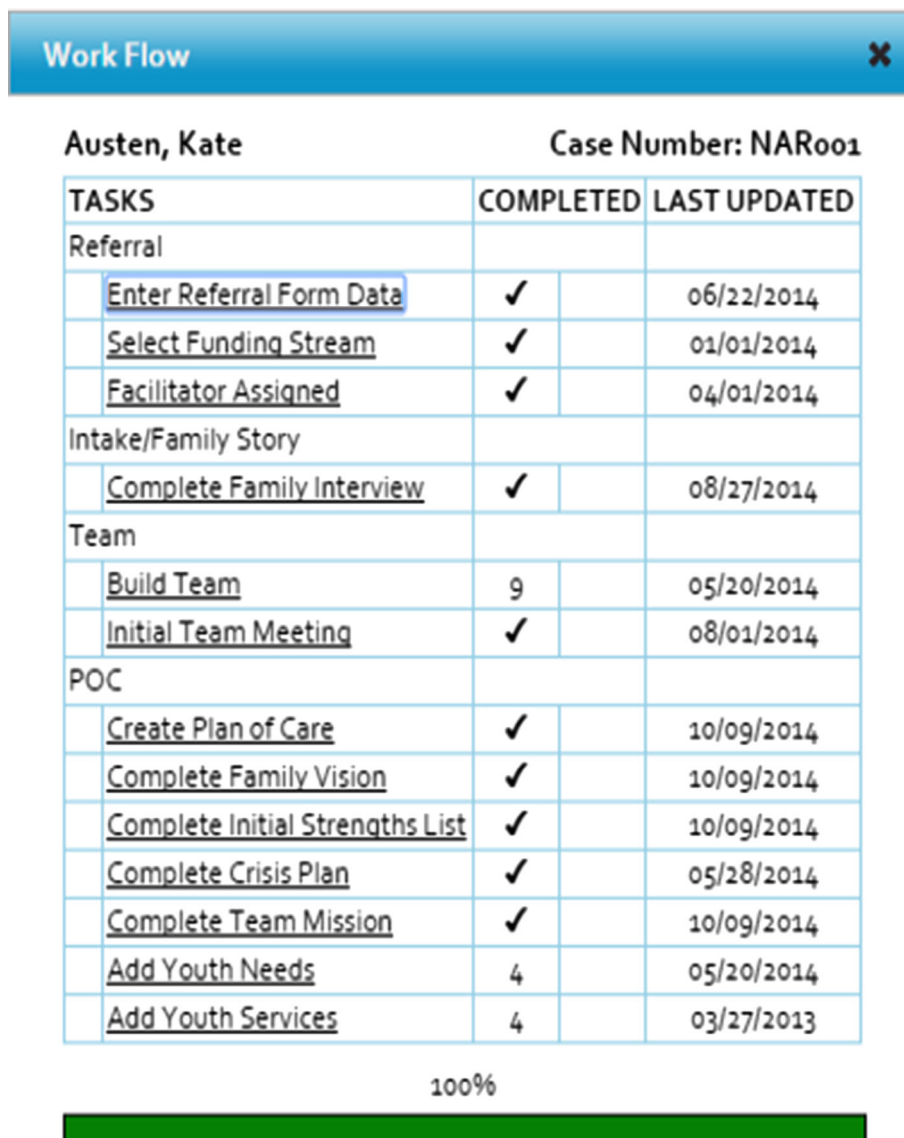 Work Flow
Austen, Kate Case Number: NAR001
TASKS COMPLETED LAST UPDATED
Referral
Enter Referral Form Data ✓ 06/22/2014
Select Funding Stream ✓ 01/01/2014
Facilitator Assigned ✓ 04/01/2014
Intake/Family Story
Complete Family Interview ✓ 08/27/2014
Team
Build Team 9 05/20/2014
Initial Team Meeting ✓ 08/01/2014
POC
Create Plan of Care ✓ 10/09/2014
Complete Family Vision ✓ 10/09/2014
Complete Initial Strengths List ✓ 10/09/2014
Complete Crisis Plan ✓ 05/28/2014
Complete Team Mission ✓ 10/09/2014
Add Youth Needs 4 05/20/2014
Add Youth Services 4 03/27/2013
100%